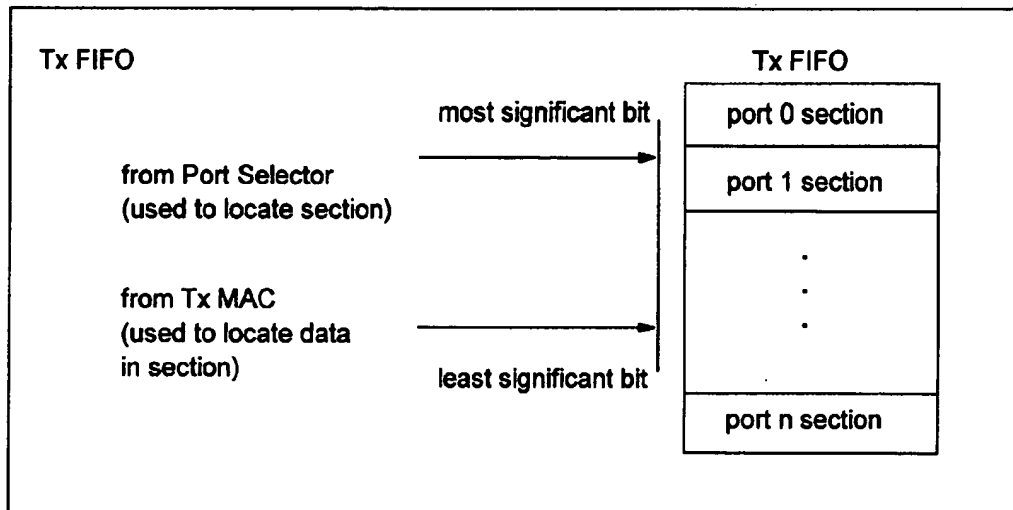 Tx FIFO
Tx FIFO
most significant bit
port 0 section
from Port Selector
(used to locate section)
port 1 section
from Tx MAC
(used to locate data
in section)
least significant bit
port n section